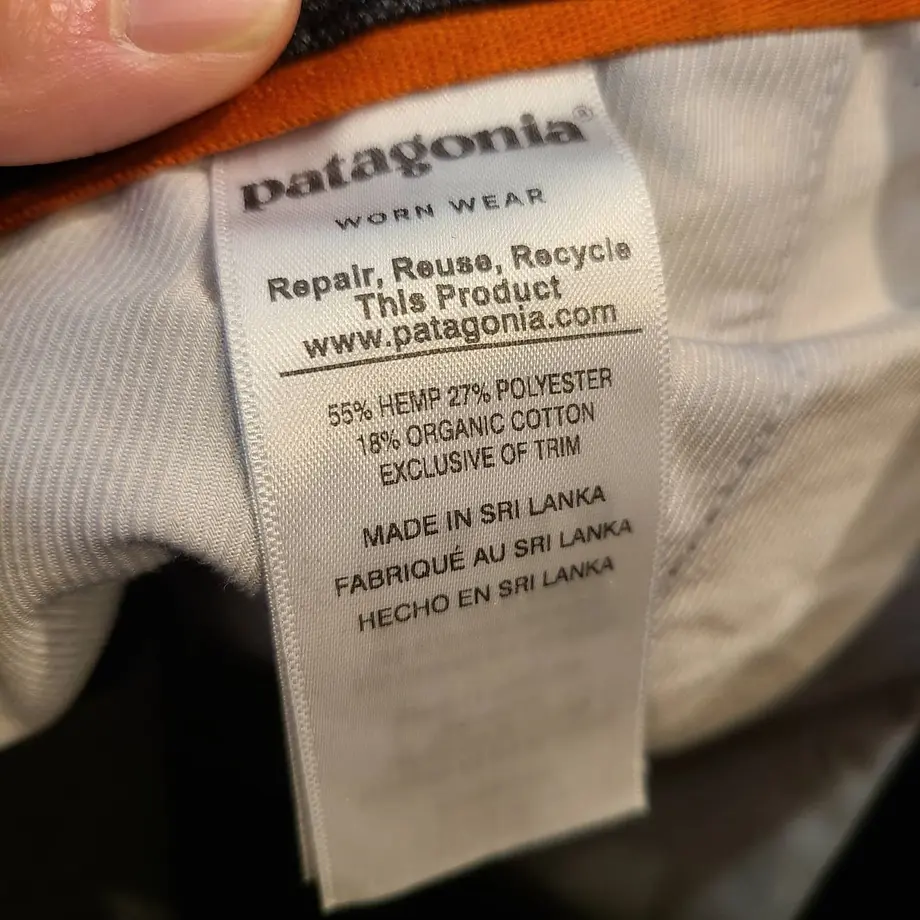 patagonia®
WORN WEAR
Repair, Reuse, Recycle
This Product
www.patagonia.com
55% HEMP 27% POLYESTER
18% ORGANIC COTTON
EXCLUSIVE OF TRIM
MADE IN SRI LANKA
FABRIQUÉ AU SRI LANKA
HECHO EN SRI LANKA